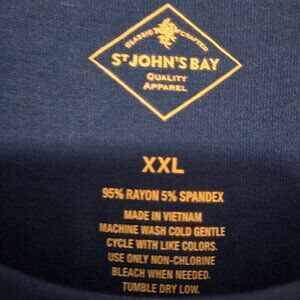 CLASSIC CRAFTED
ST JOHN'S BAY
QUALITY
APPAREL
XXL
95% RAYON 5% SPANDEX
MADE IN VIETNAM
MACHINE WASH COLD GENTLE
CYCLE WITH LIKE COLORS.
USE ONLY NON-CHLORINE
BLEACH WHEN NEEDED.
TUMBLE DRY LOW.